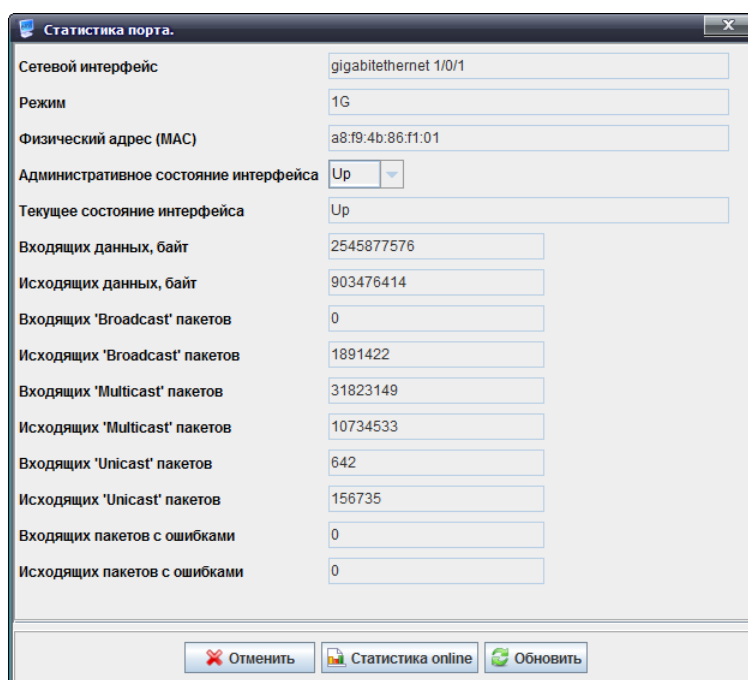 Статистика порта.
Сетевой интерфейс gigabitethernet 1/0/1
Режим 1G
Физический адрес (MAC) a8:f9:4b:86:f1:01
Административное состояние интерфейса Up
Текущее состояние интерфейса Up
Входящих данных, байт 2545877576
Исходящих данных, байт 903476414
Входящих 'Broadcast' пакетов 0
Исходящих 'Broadcast' пакетов 1891422
Входящих 'Multicast' пакетов 31823149
Исходящих 'Multicast' пакетов 10734533
Входящих 'Unicast' пакетов 642
Исходящих 'Unicast' пакетов 156735
Входящих пакетов с ошибками 0
Исходящих пакетов с ошибками 0
Отменить Статистика online Обновить